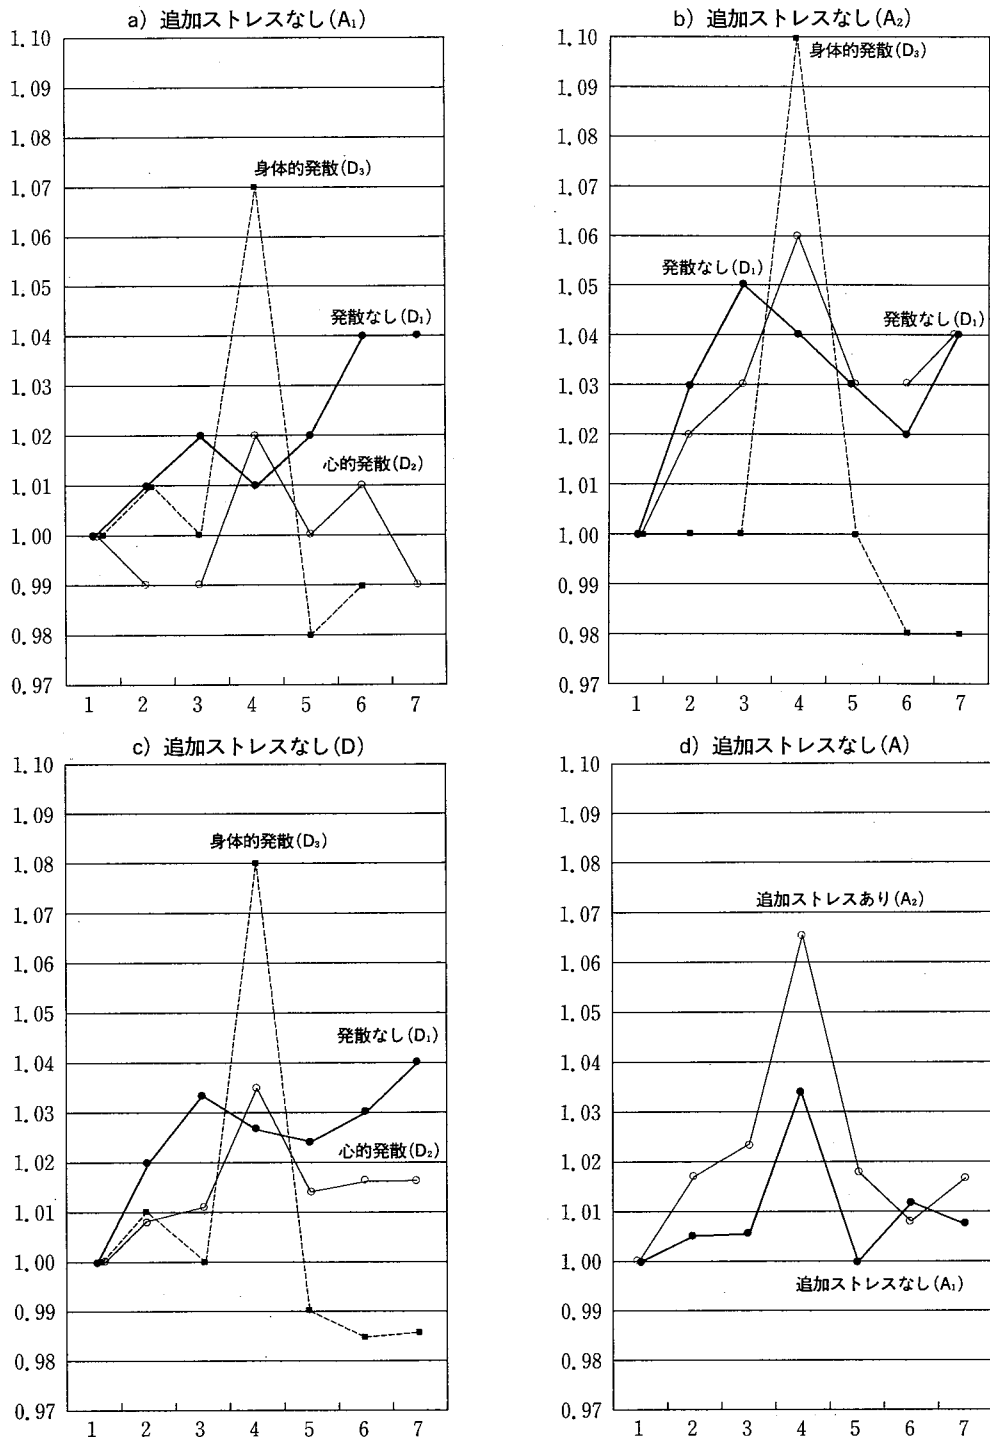 a) 追加ストレスなし(A₁)
1.10
1.09
1.08
1.07
1.06
1.05
1.04
1.03
1.02
1.01
1.00
0.99
0.98
0.97
身体的発散(D₃)
発散なし(D₁)
心的発散(D₂)
1 2 3 4 5 6 7
b) 追加ストレスなし(A₂)
1.10
1.09
1.08
1.07
1.06
1.05
1.04
1.03
1.02
1.01
1.00
0.99
0.98
0.97
身体的発散(D₃)
発散なし(D₁)
発散なし(D₁)
1 2 3 4 5 6 7
c) 追加ストレスなし(D)
1.10
1.09
1.08
1.07
1.06
1.05
1.04
1.03
1.02
1.01
1.00
0.99
0.98
0.97
身体的発散(D₃)
発散なし(D₁)
心的発散(D₂)
1 2 3 4 5 6 7
d) 追加ストレスなし(A)
1.10
1.09
1.08
1.07
1.06
1.05
1.04
1.03
1.02
1.01
1.00
0.99
0.98
0.97
追加ストレスあり(A₂)
追加ストレスなし(A₁)
1 2 3 4 5 6 7